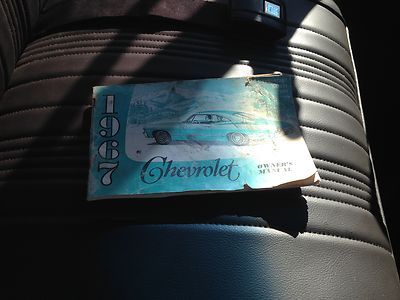 1967
Chevrolet
OWNER'S
MANUAL